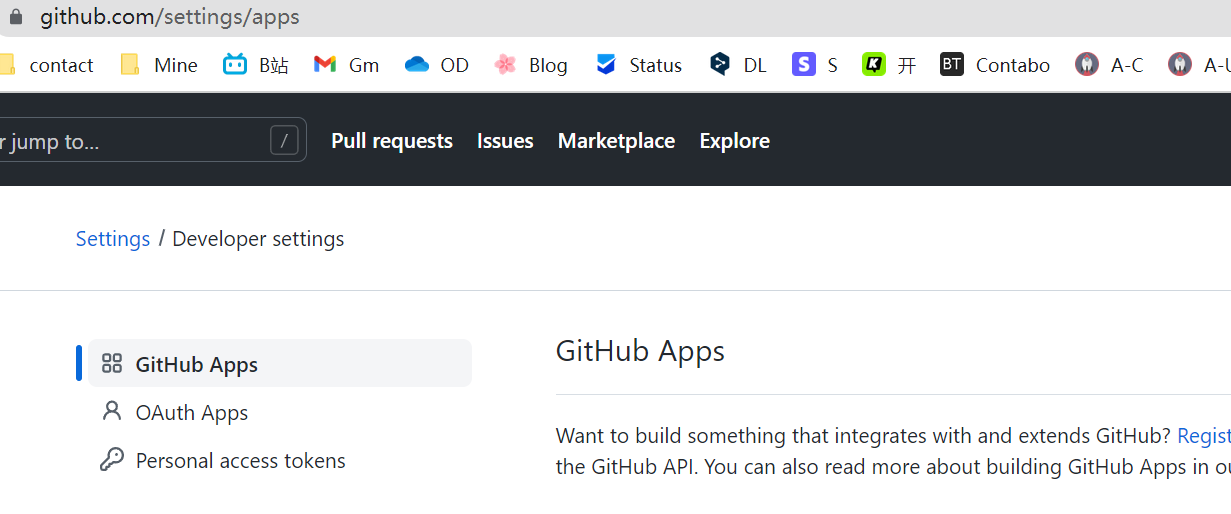 github.com/settings/apps
contact Mine B站 Gm OD Blog Status DL S 开 BT Contabo A-C
r jump to... / Pull requests Issues Marketplace Explore
Settings / Developer settings
GitHub Apps
OAuth Apps
Personal access tokens
GitHub Apps
Want to build something that integrates with and extends GitHub? Regist
the GitHub API. You can also read more about building GitHub Apps in